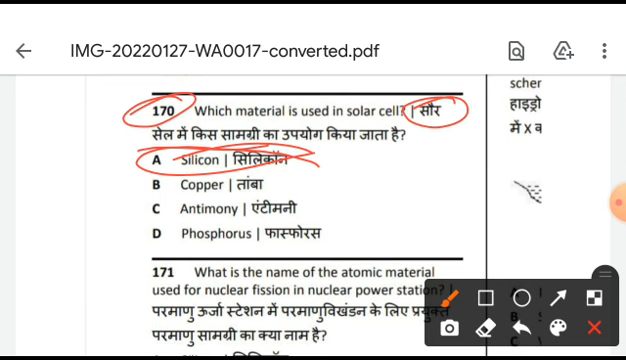 IMG-20220127-WA0017-converted.pdf
170 Which material is used in solar cell? | सौर
सेल में किस सामग्री का उपयोग किया जाता है?
A Silicon | सिलिकॉन
B Copper | तांबा
C Antimony | एंटीमनी
D Phosphorus | फास्फोरस
171 What is the name of the atomic material
used for nuclear fission in nuclear power station? |
परमाणु ऊर्जा स्टेशन में परमाणुविखंडन के लिए प्रयुक्त
परमाणु सामग्री का क्या नाम है?
scher
हाइड्रो
में x व